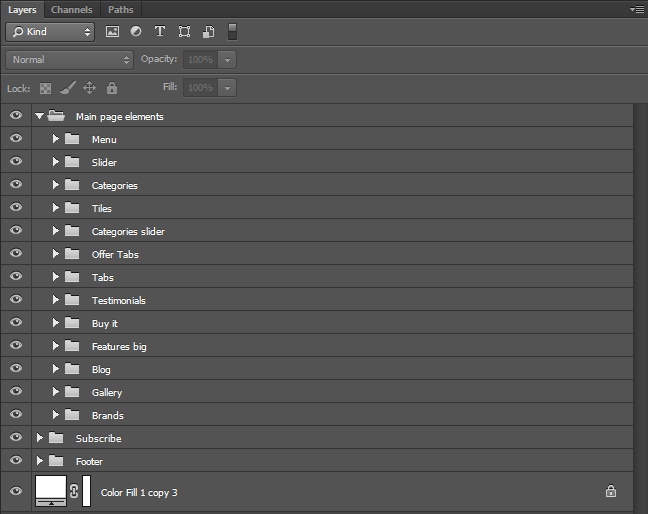 Layers Channels Paths
Kind
Normal Opacity: 100%
Lock: Fill: 100%
Main page elements
Menu
Slider
Categories
Tiles
Categories slider
Offer Tabs
Tabs
Testimonials
Buy it
Features big
Blog
Gallery
Brands
Subscribe
Footer
Color Fill 1 copy 3